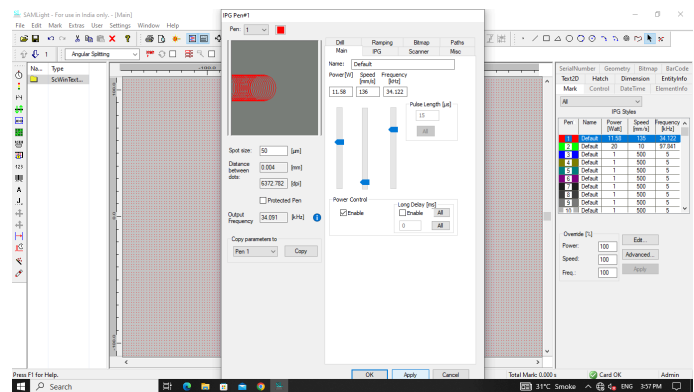 SAMLight - For use in India only. - [Main]
File Edit Mark Extras User Settings Window Help
Angular Splitting
Na... Type
ScWinText...
IPG Pen#1
Pen: 1
Spot size: 50 [µm]
Distance between dots: 0.004 [mm]
6372.782 [dpi]
Protected Pen
Output Frequency 34.091 [kHz]
Copy parameters to
Pen 1 Copy
Drill Ramping Bitmap Paths
Main IPG Scanner Misc
Name: Default
Power[W] Speed [mm/s] Frequency [kHz]
11.58 136 34.122
Pulse Length [µs]
15
All
Power Control
Enable
Long Delay [ms]
Enable All
0 All
OK Apply Cancel
SerialNumber Geometry Bitmap BarCode
Text2D Hatch Dimension EntityInfo
Mark Control DateTime ElementInfo
All
IPG Styles
Pen Name Power [Watt] Speed [mm/s] Frequency [kHz]
1 Default 11.58 136 34.122
2 Default 20 10 97.041
3 Default 1 500 5
4 Default 1 500 5
5 Default 1 500 5
6 Default 1 500 5
7 Default 1 500 5
8 Default 1 500 5
9 Default 1 500 5
10 Default 1 500 5
Override [%]
Power: 100 Edit...
Speed: 100 Advanced...
Freq.: 100 Apply
Press F1 for Help.
Total Mark: 0.000 s Card OK Admin
Search
31°C Smoke ENG 3:57 PM